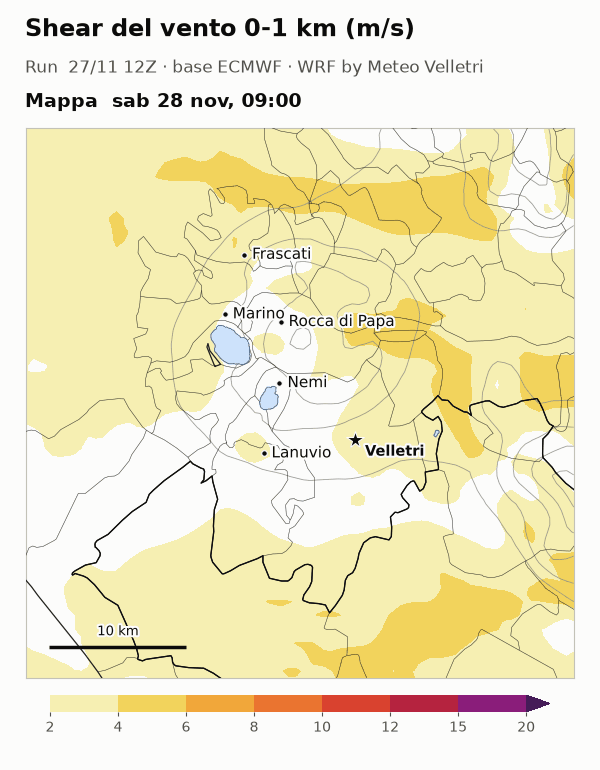 Shear del vento 0-1 km (m/s)
Run  27/11 12Z · base ECMWF · WRF by Meteo Velletri
Mappa  sab 28 nov, 09:00
Frascati
Marino
Rocca di Papa
Nemi
Velletri
Lanuvio
10 km
2 4 6 8 10 12 15 20